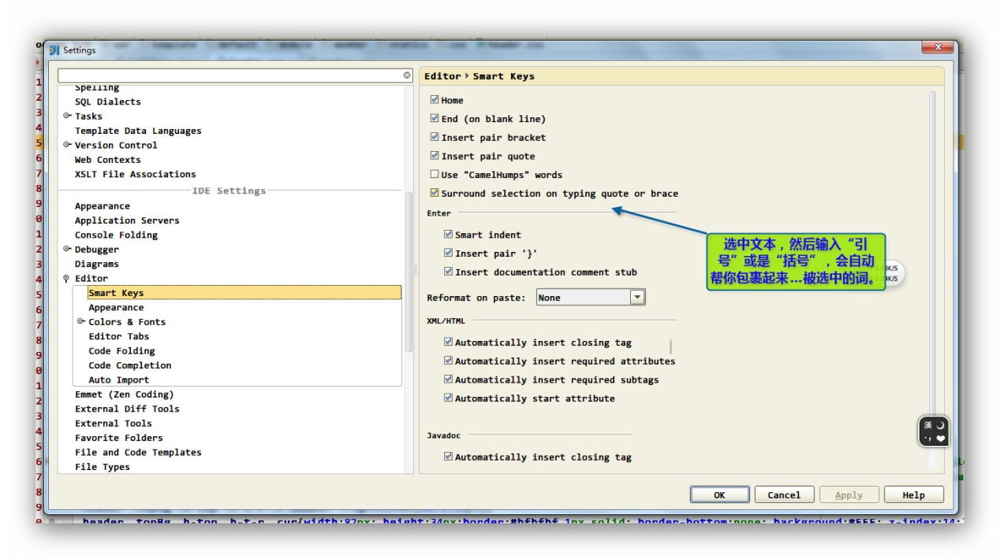 Settings
Spelling
SQL Dialects
Tasks
Template Data Languages
Version Control
Web Contexts
XSLT File Associations
IDE Settings
Appearance
Application Servers
Console Folding
Debugger
Diagrams
Editor
Smart Keys
Appearance
Colors & Fonts
Editor Tabs
Code Folding
Code Completion
Auto Import
Emmet (Zen Coding)
External Diff Tools
External Tools
Favorite Folders
File and Code Templates
File Types
Editor Smart Keys
Home
End (on blank line)
Insert pair bracket
Insert pair quote
Use "CamelHumps" words
Surround selection on typing quote or brace
Enter
Smart indent
Insert pair '}'
Insert documentation comment stub
Reformat on paste: None
XML/HTML
Automatically insert closing tag
Automatically insert required attributes
Automatically insert required subtags
Automatically start attribute
Javadoc
Automatically insert closing tag
选中文本，然后输入“引
号”或是“括号”，会自动
帮你包裹起来...被选中的词。
K/S
K/S
漢
OK Cancel Apply Help